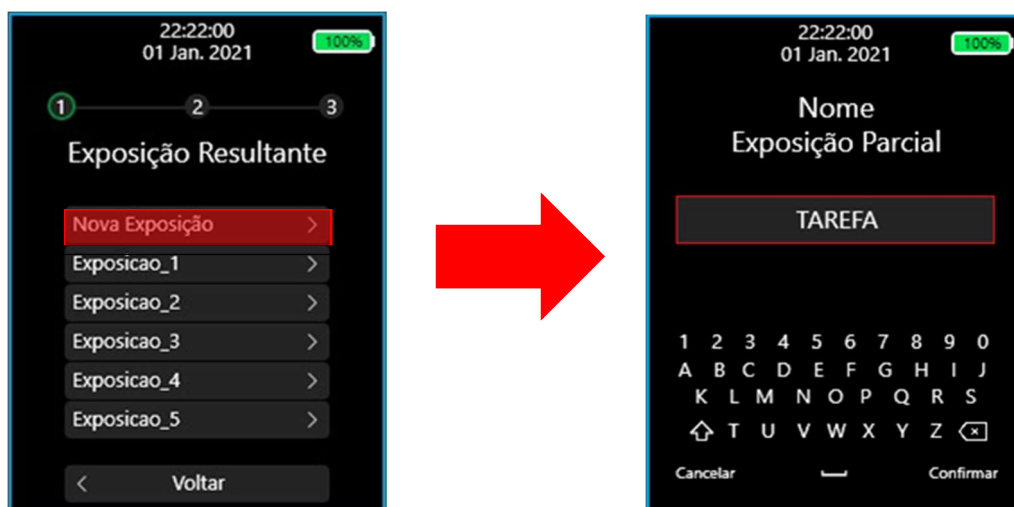 22:22:00
01 Jan. 2021
100%
1 2 3
Exposição Resultante
Nova Exposição >
Exposicao_1 >
Exposicao_2 >
Exposicao_3 >
Exposicao_4 >
Exposicao_5 >
< Voltar
22:22:00
01 Jan. 2021
100%
Nome
Exposição Parcial
TAREFA
1 2 3 4 5 6 7 8 9 0
A B C D E F G H I J
K L M N O P Q R S
T U V W X Y Z
Cancelar Confirmar